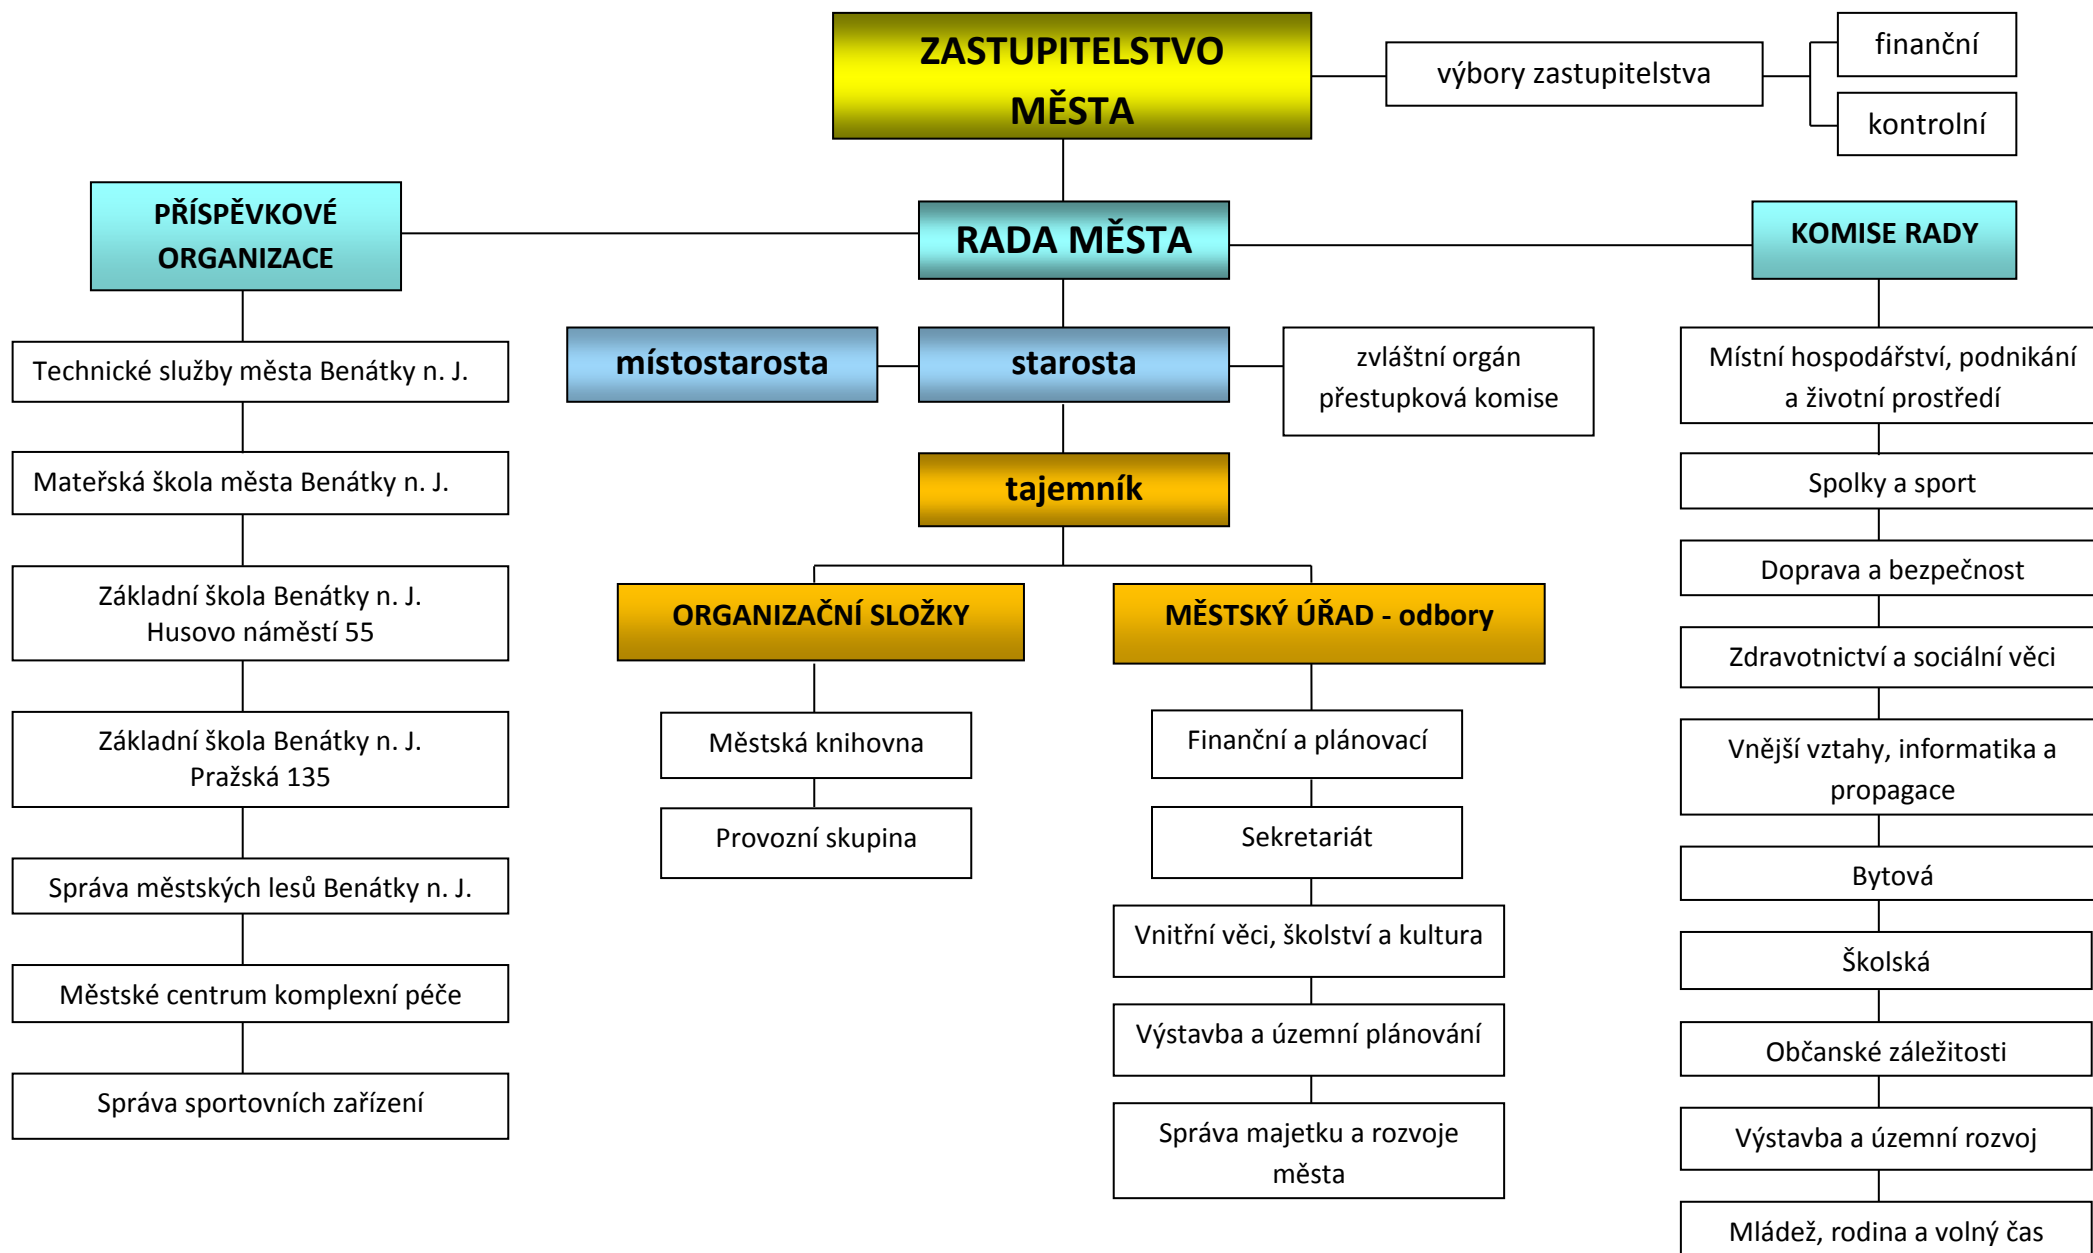 ZASTUPITELSTVO
MĚSTA
výbory zastupitelstva
finanční
kontrolní
PŘÍSPĚVKOVÉ
ORGANIZACE
RADA MĚSTA
KOMISE RADY
místostarosta
starosta
zvláštní orgán
přestupková komise
tajemník
Technické služby města Benátky n. J.
Mateřská škola města Benátky n. J.
Základní škola Benátky n. J.
Husovo náměstí 55
Základní škola Benátky n. J.
Pražská 135
Správa městských lesů Benátky n. J.
Městské centrum komplexní péče
Správa sportovních zařízení
ORGANIZAČNÍ SLOŽKY
Městská knihovna
Provozní skupina
MĚSTSKÝ ÚŘAD - odbory
Finanční a plánovací
Sekretariát
Vnitřní věci, školství a kultura
Výstavba a územní plánování
Správa majetku a rozvoje
města
Místní hospodářství, podnikání
a životní prostředí
Spolky a sport
Doprava a bezpečnost
Zdravotnictví a sociální věci
Vnější vztahy, informatika a
propagace
Bytová
Školská
Občanské záležitosti
Výstavba a územní rozvoj
Mládež, rodina a volný čas